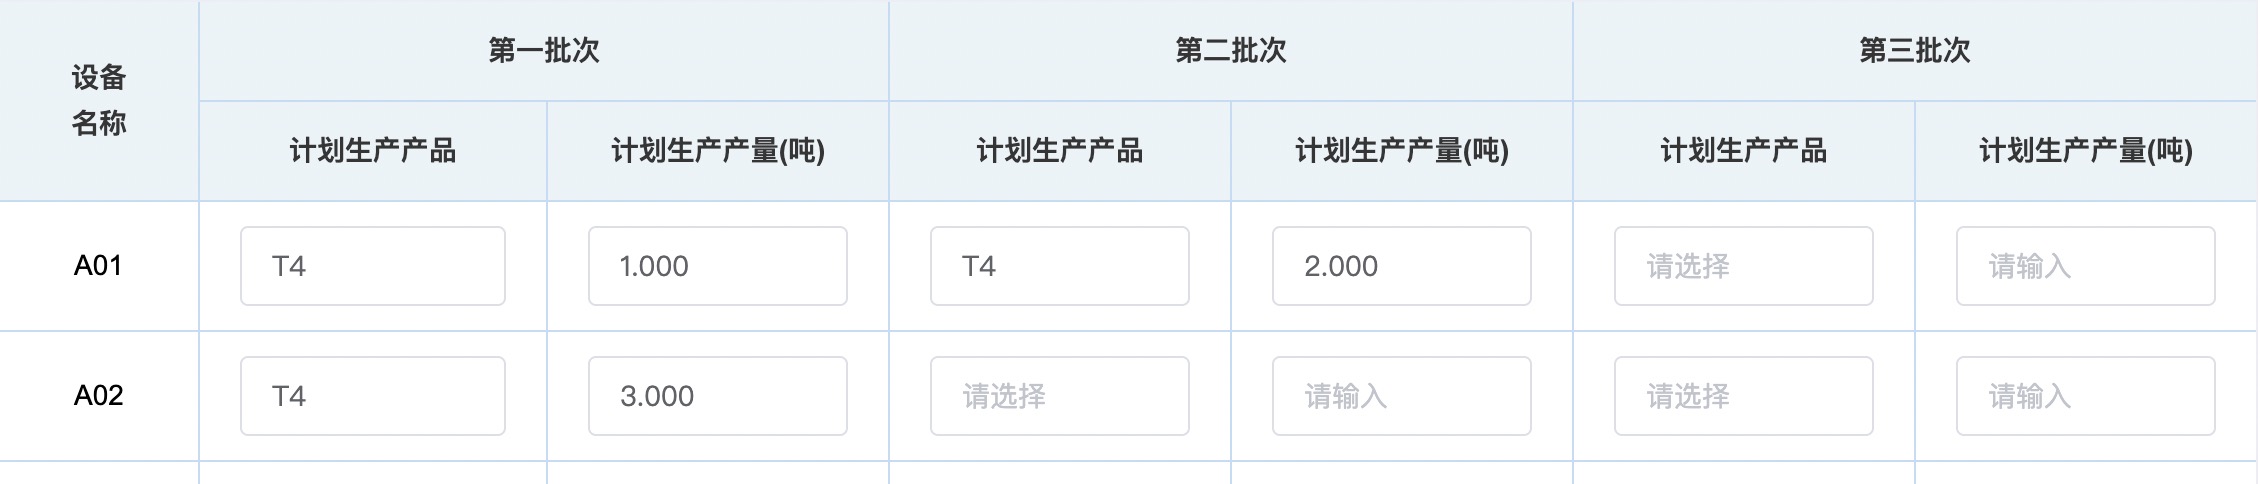 设备
名称
第一批次
第二批次
第三批次
计划生产产品
计划生产产量(吨)
计划生产产品
计划生产产量(吨)
计划生产产品
计划生产产量(吨)
A01
T4
1.000
T4
2.000
请选择
请输入
A02
T4
3.000
请选择
请输入
请选择
请输入